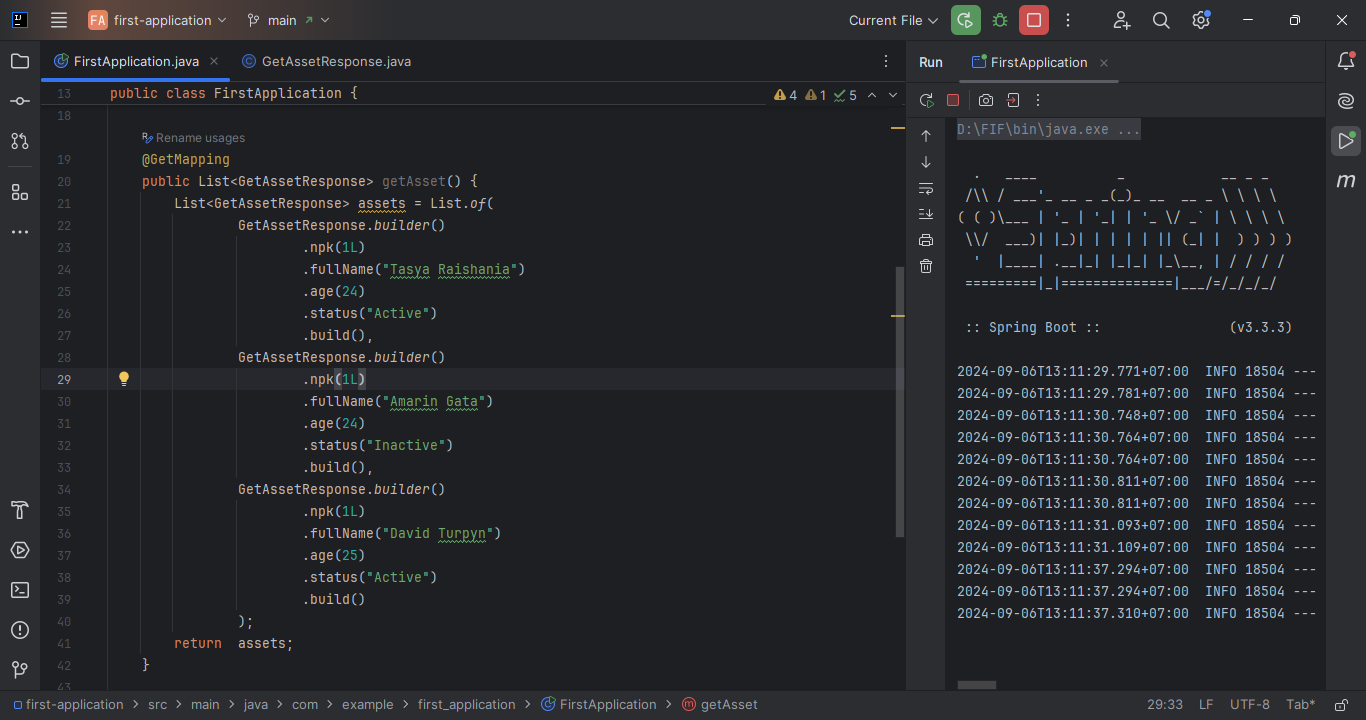 FA first-application main Current File
FirstApplication.java GetAssetResponse.java Run FirstApplication
13 public class FirstApplication { 4 1 5
18
Rename usages
19 @GetMapping
20 public List<GetAssetResponse> getAsset() {
21 List<GetAssetResponse> assets = List.of(
22 GetAssetResponse.builder()
23 .npk(1L)
24 .fullName("Tasya Raishania")
25 .age(24)
26 .status("Active")
27 .build(),
28 GetAssetResponse.builder()
29 .npk(1L)
30 .fullName("Amarin Gata")
31 .age(24)
32 .status("Inactive")
33 .build(),
34 GetAssetResponse.builder()
35 .npk(1L)
36 .fullName("David Turpyn")
37 .age(25)
38 .status("Active")
39 .build()
40 );
41 return  assets;
42 }
43
D:\FIF\bin\java.exe ...
  .   ____          _            __ _ _
 /\\ / ___'_ __ _ _(_)_ __  __ _ \ \ \ \
( ( )\___ | '_ | '_| | '_ \/ _` | \ \ \ \
 \\/  ___)| |_)| | | | | || (_| |  ) ) ) )
  '  |____| .__|_| |_|_| |_\__, | / / / /
 =========|_|==============|___/=/_/_/_/
:: Spring Boot :: (v3.3.3)
2024-09-06T13:11:29.771+07:00 INFO 18504 ---
2024-09-06T13:11:29.781+07:00 INFO 18504 ---
2024-09-06T13:11:30.748+07:00 INFO 18504 ---
2024-09-06T13:11:30.764+07:00 INFO 18504 ---
2024-09-06T13:11:30.764+07:00 INFO 18504 ---
2024-09-06T13:11:30.811+07:00 INFO 18504 ---
2024-09-06T13:11:30.811+07:00 INFO 18504 ---
2024-09-06T13:11:31.093+07:00 INFO 18504 ---
2024-09-06T13:11:31.109+07:00 INFO 18504 ---
2024-09-06T13:11:37.294+07:00 INFO 18504 ---
2024-09-06T13:11:37.294+07:00 INFO 18504 ---
2024-09-06T13:11:37.310+07:00 INFO 18504 ---
first-application > src > main > java > com > example > first_application > FirstApplication > getAsset 29:33 LF UTF-8 Tab*